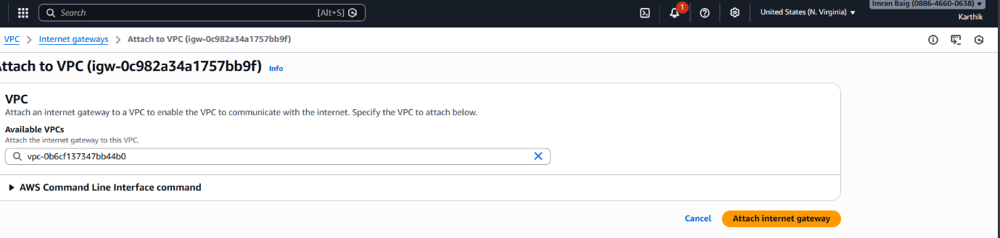 Search [Alt+S] 1 United States (N. Virginia) Imran Baig (0886-4660-0638)
Karthik
VPC Internet gateways Attach to VPC (igw-0c982a34a1757bb9f)
ttach to VPC (igw-0c982a34a1757bb9f) Info
VPC
Attach an internet gateway to a VPC to enable the VPC to communicate with the internet. Specify the VPC to attach below.
Available VPCs
Attach the internet gateway to this VPC.
vpc-0b6cf137347bb44b0
AWS Command Line Interface command
Cancel Attach internet gateway